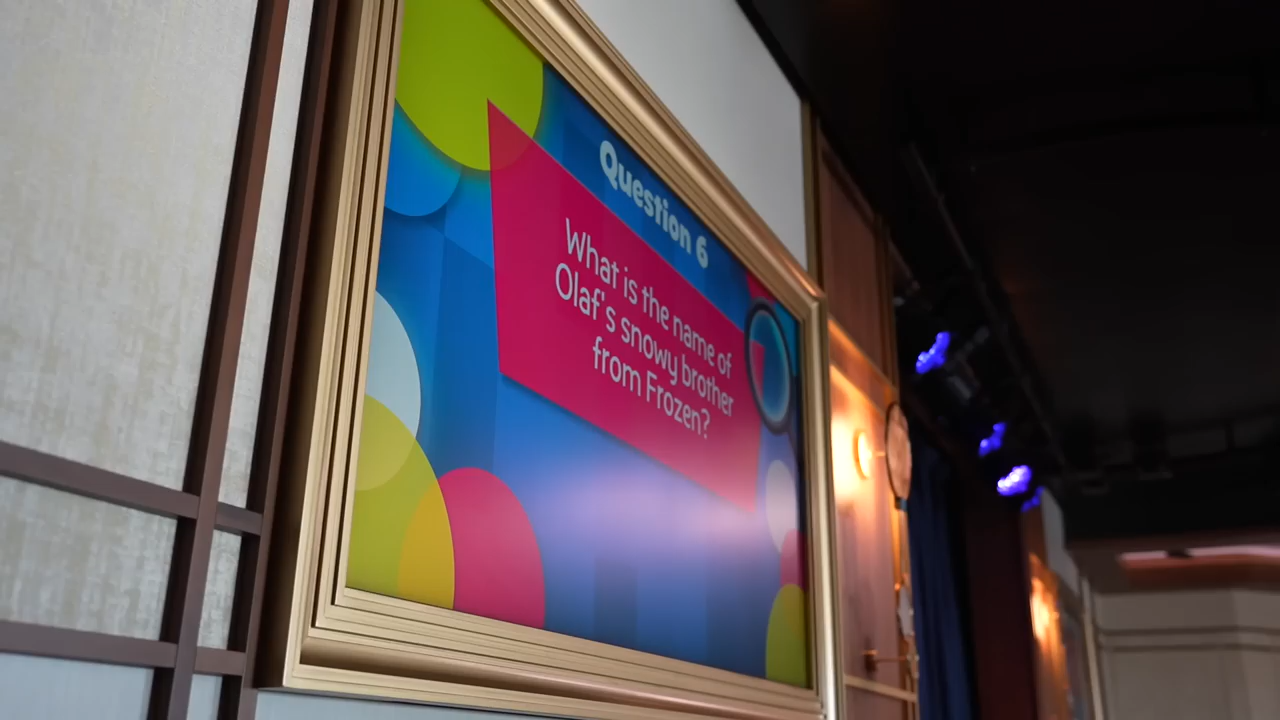 Question 6
What is the name of
Olaf's snowy brother
from Frozen?